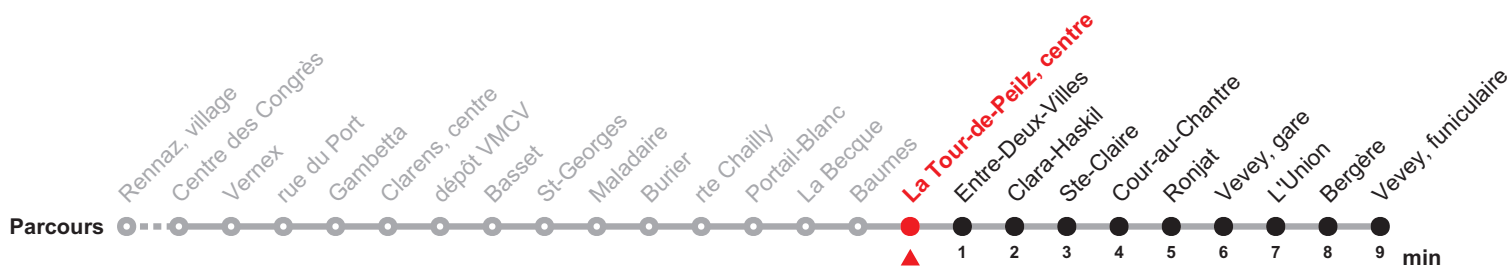 Parcours
Rennaz, village
Centre des Congrès
Vernex
rue du Port
Gambetta
Clarens, centre
dépôt VMCV
Basset
St-Georges
Maladaire
Burier
rte Chailly
Portail-Blanc
La Becque
Baumes
La Tour-de-Peilz, centre
Entre-Deux-Villes
Clara-Haskil
Ste-Claire
Cour-au-Chantre
Ronjat
Vevey, gare
L'Union
Bergère
Vevey, funiculaire
1 2 3 4 5 6 7 8 9 min